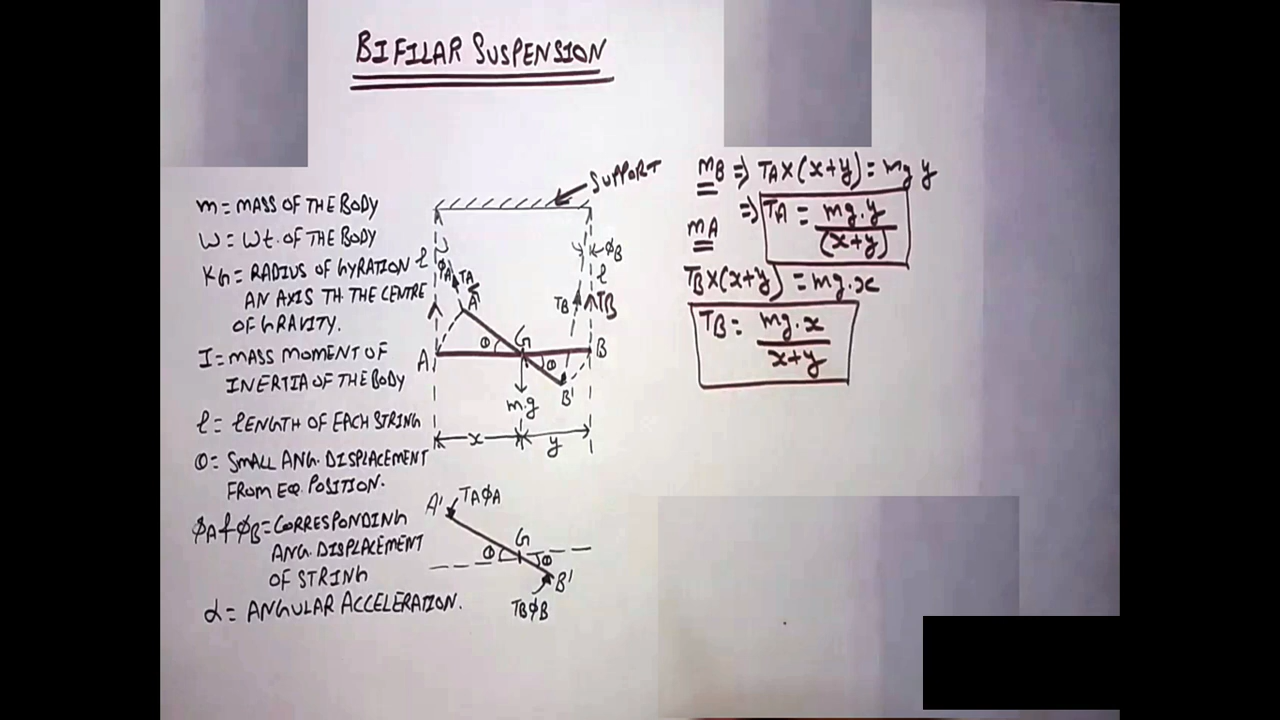 BIFILAR SUSPENSION
m = MASS OF THE BODY
W = Wt. OF THE BODY
KG = RADIUS OF GYRATION
AN AXIS TH. THE CENTRE
OF GRAVITY.
I = MASS MOMENT OF
INERTIA OF THE BODY
ℓ = LENGTH OF EACH STRING
θ = SMALL ANG. DISPLACEMENT
FROM EQ. POSITION.
ϕA & ϕB = CORRESPONDING
ANG. DISPLACEMENT
OF STRING
α = ANGULAR ACCELERATION.
SUPPORT
ℓ
ϕA
TA
A'
ϕB
ℓ
TB
TB
A
θ
G
θ
B
B'
m.g
x
y
A'
TAϕA
θ
G
θ
B'
TBϕB
mB ⇒ TA×(x+y) = mg y
⇒ TA = mg.y/(x+y)
mA
TB×(x+y) = mg.x
TB = mg.x/x+y